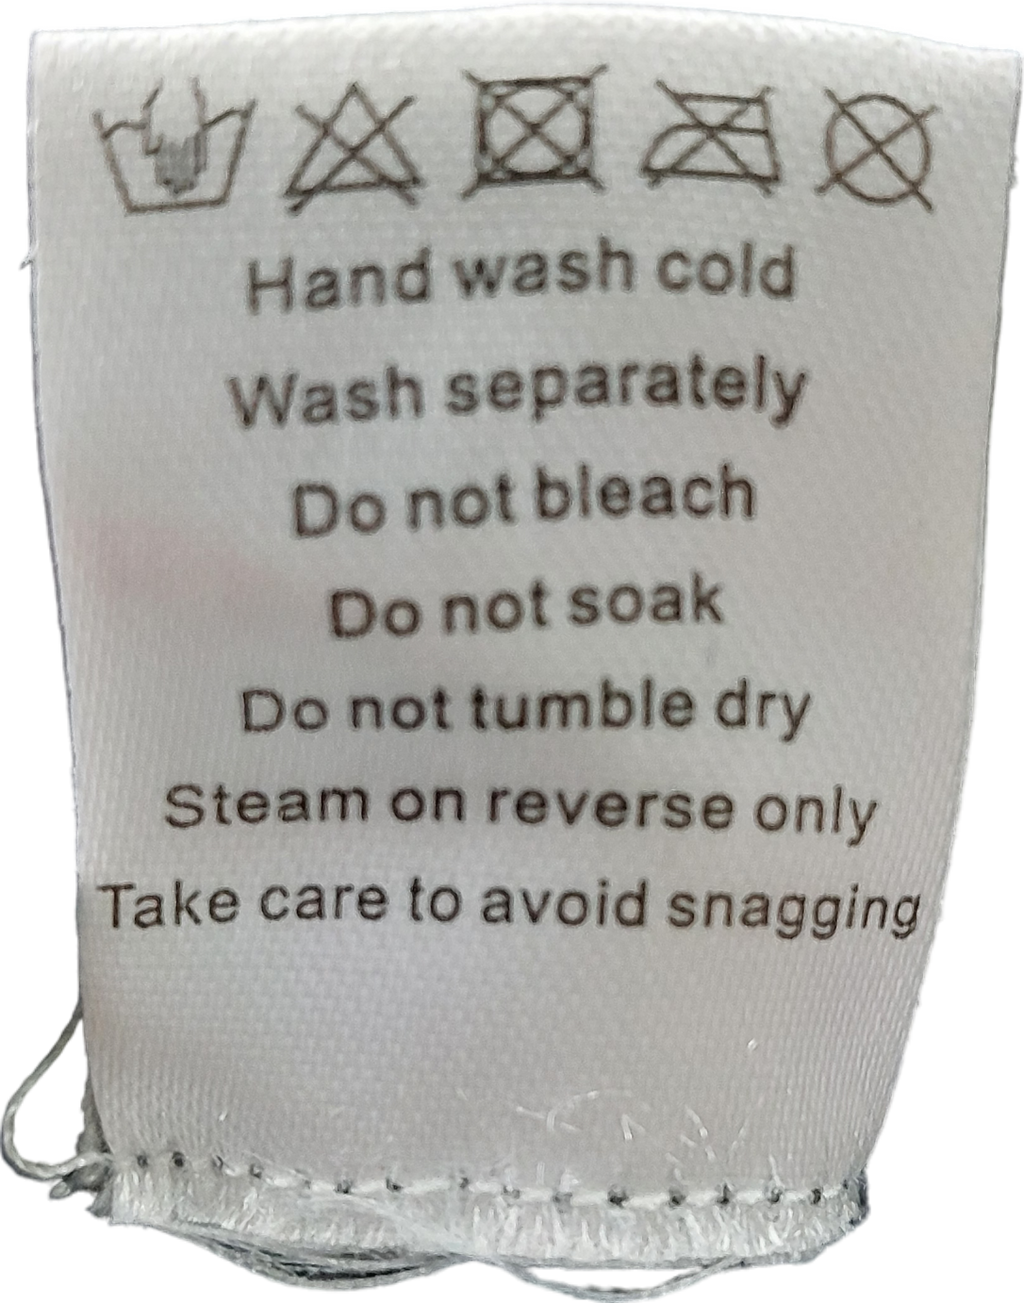 Hand wash cold
Wash separately
Do not bleach
Do not soak
Do not tumble dry
Steam on reverse only
Take care to avoid snagging